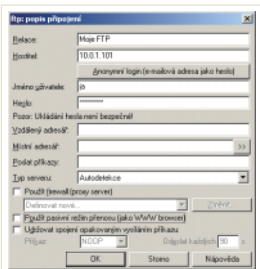 ftp: popis připojení
Relace: Moje FTP
Hostitel: 10.0.1.101
Anonymní login (e-mailová adresa jako heslo)
Jméno uživatele: já
Heslo: **********
Pozor: Ukládání hesla není bezpečné!
Vzdálený adresář:
Místní adresář: >>
Poslat příkazy:
Typ serveru: Autodetekce
Použít firewall (proxy server)
Definovat nová... Změnit...
Použít pasivní režim přenosu (jako WWW browser)
Udržovat spojení opakovaným vysíláním příkazu
Příkaz: NOOP Odeslat každých 90 s
OK Storno Nápověda